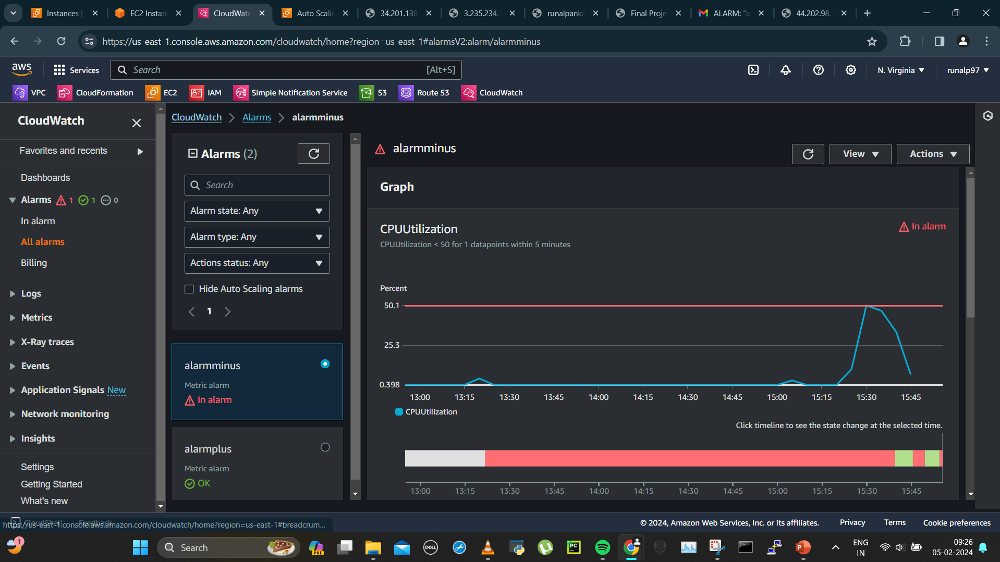 Instances |
EC2 Instan
CloudWatc
Auto Scalin
34.201.138
3.235.234.1
runalpanka
Final Proje
ALARM: "a
44.202.98.1
https://us-east-1.console.aws.amazon.com/cloudwatch/home?region=us-east-1#alarmsV2:alarm/alarmminus
aws
Services
Search
[Alt+S]
N. Virginia
runalp97
VPC
CloudFormation
EC2
IAM
Simple Notification Service
S3
Route 53
CloudWatch
CloudWatch
Favorites and recents
Dashboards
Alarms 1 1 0
In alarm
All alarms
Billing
Logs
Metrics
X-Ray traces
Events
Application Signals New
Network monitoring
Insights
Settings
Getting Started
What's new
CloudWatch
Alarms
alarmminus
Alarms (2)
Search
Alarm state: Any
Alarm type: Any
Actions status: Any
Hide Auto Scaling alarms
1
alarmminus
Metric alarm
In alarm
alarmplus
Metric alarm
OK
alarmminus
View
Actions
Graph
CPUUtilization
In alarm
CPUUtilization < 50 for 1 datapoints within 5 minutes
Percent
50.1
25.3
0.398
13:00 13:15 13:30 13:45 14:00 14:15 14:30 14:45 15:00 15:15 15:30 15:45
CPUUtilization
Click timeline to see the state change at the selected time.
13:00 13:15 13:30 13:45 14:00 14:15 14:30 14:45 15:00 15:15 15:30 15:45
CloudShell Feedback
https://us-east-1.console.aws.amazon.com/cloudwatch/home?region=us-east-1#breadcrum...
© 2024, Amazon Web Services, Inc. or its affiliates.
Privacy
Terms
Cookie preferences
1
Search
PRE
DELL
PC
P
ENG
IN
09:26
05-02-2024